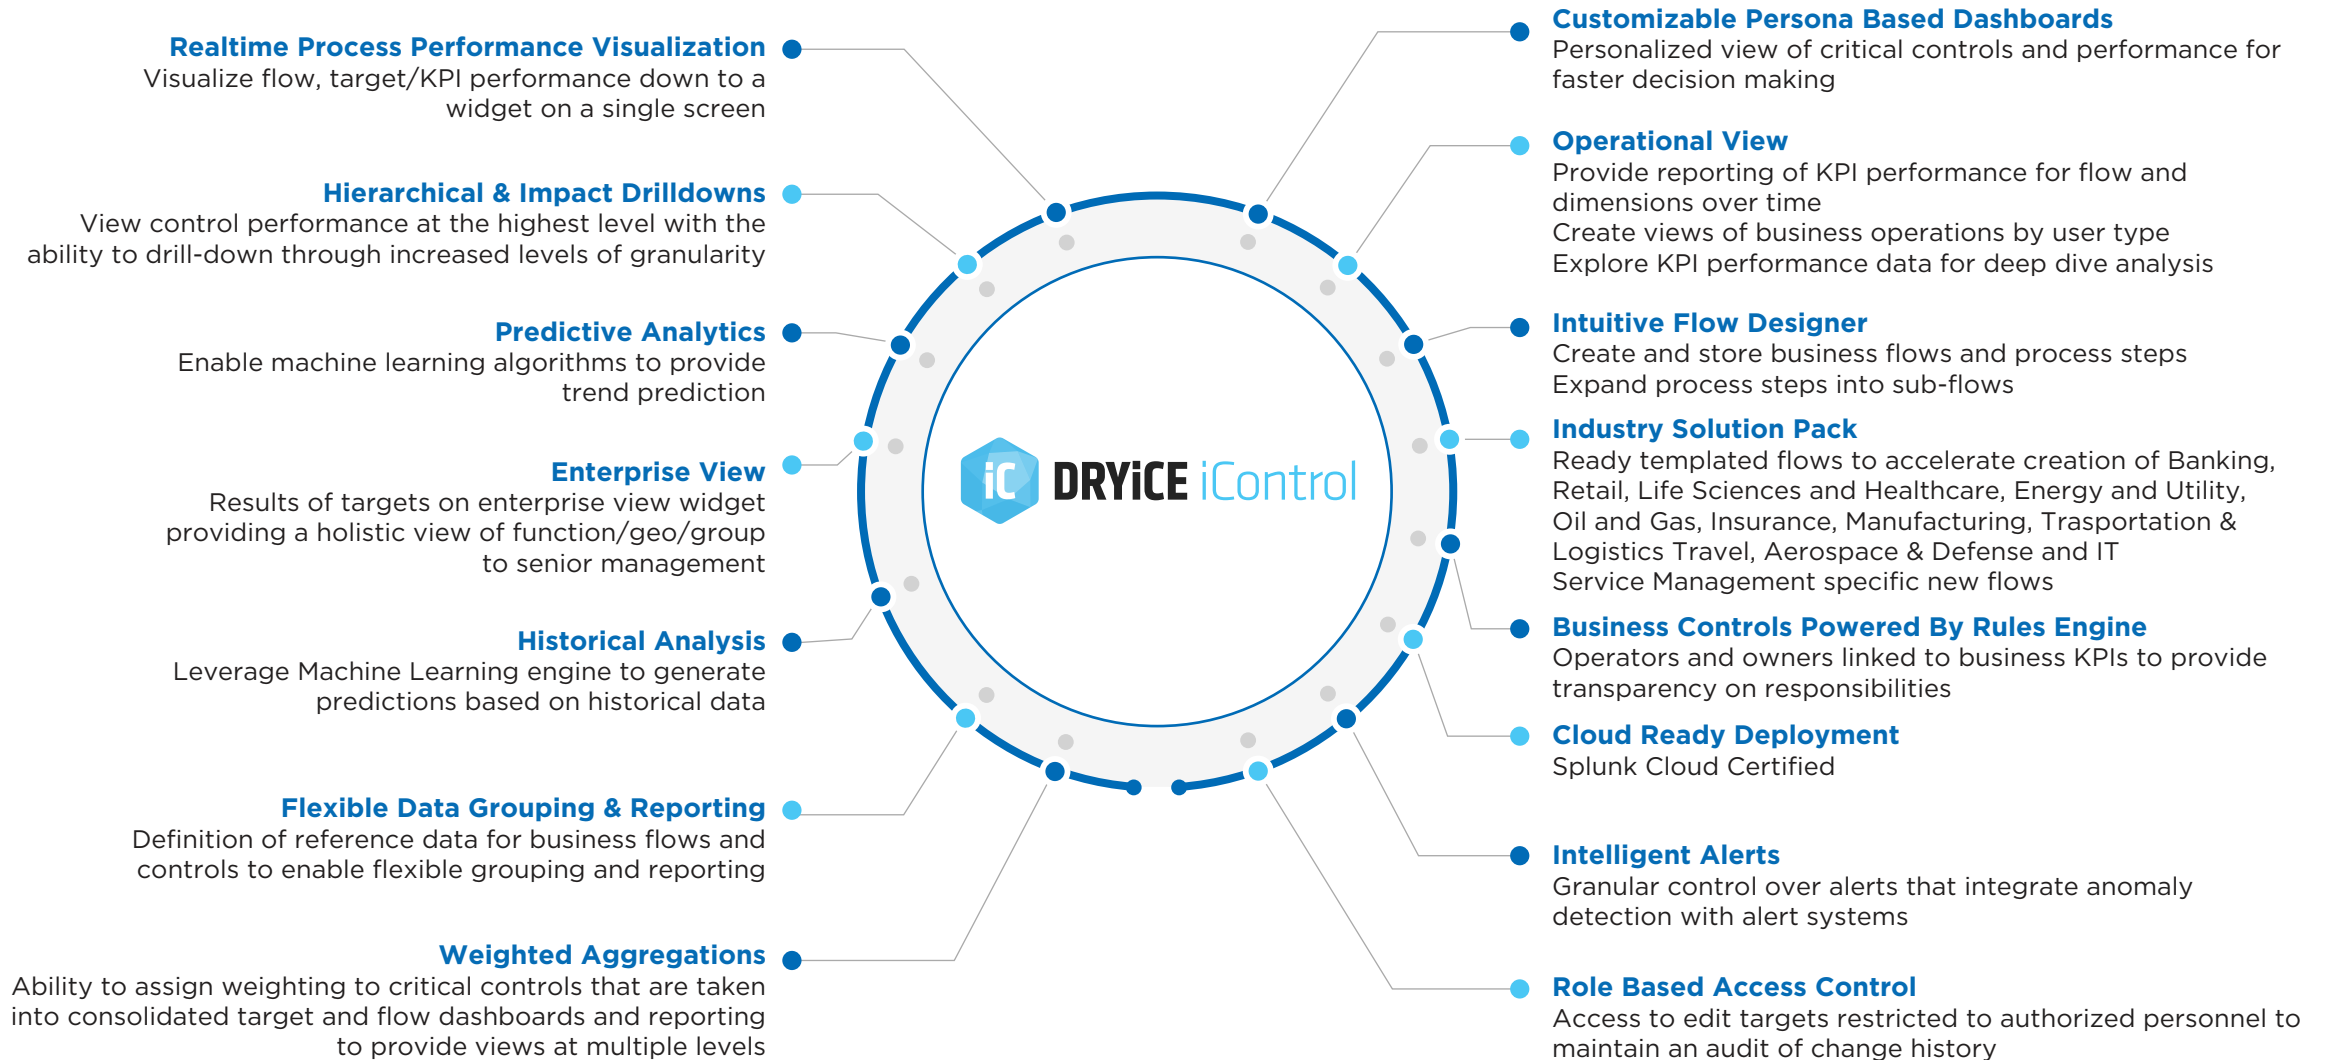 Realtime Process Performance Visualization
Visualize flow, target/KPI performance down to a
widget on a single screen
Hierarchical & Impact Drilldowns
View control performance at the highest level with the
ability to drill-down through increased levels of granularity
Predictive Analytics
Enable machine learning algorithms to provide
trend prediction
Enterprise View
Results of targets on enterprise view widget
providing a holistic view of function/geo/group
to senior management
Historical Analysis
Leverage Machine Learning engine to generate
predictions based on historical data
Flexible Data Grouping & Reporting
Definition of reference data for business flows and
controls to enable flexible grouping and reporting
Weighted Aggregations
Ability to assign weighting to critical controls that are taken
into consolidated target and flow dashboards and reporting
to provide views at multiple levels
iC DRYiCE iControl
Customizable Persona Based Dashboards
Personalized view of critical controls and performance for
faster decision making
Operational View
Provide reporting of KPI performance for flow and
dimensions over time
Create views of business operations by user type
Explore KPI performance data for deep dive analysis
Intuitive Flow Designer
Create and store business flows and process steps
Expand process steps into sub-flows
Industry Solution Pack
Ready templated flows to accelerate creation of Banking,
Retail, Life Sciences and Healthcare, Energy and Utility,
Oil and Gas, Insurance, Manufacturing, Trasportation &
Logistics Travel, Aerospace & Defense and IT
Service Management specific new flows
Business Controls Powered By Rules Engine
Operators and owners linked to business KPIs to provide
transparency on responsibilities
Cloud Ready Deployment
Splunk Cloud Certified
Intelligent Alerts
Granular control over alerts that integrate anomaly
detection with alert systems
Role Based Access Control
Access to edit targets restricted to authorized personnel to
maintain an audit of change history